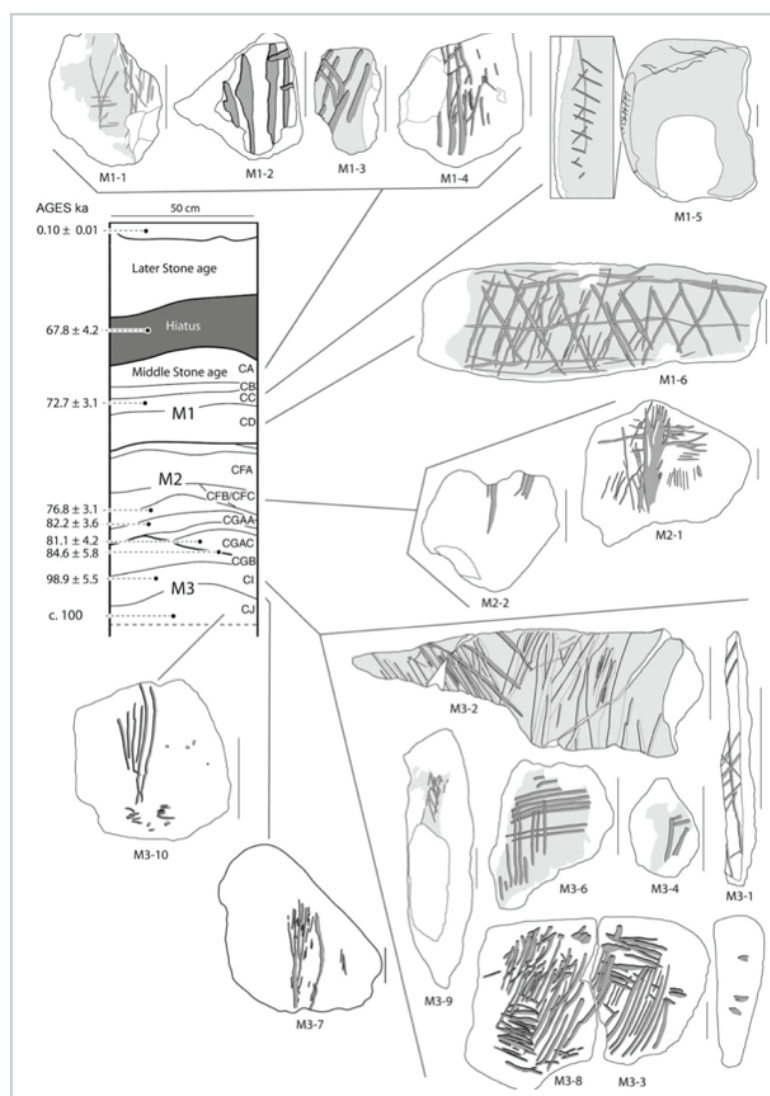 M1-1
M1-2
M1-3
M1-4
M1-5
AGES ka
50 cm
0.10 ± 0.01
Later Stone age
67.8 ± 4.2
Hiatus
M1-6
Middle Stone age
CA
CB
CC
72.7 ± 3.1
M1
CD
CFA
M2
CFB/CFC
76.8 ± 3.1
CGAA
82.2 ± 3.6
81.1 ± 4.2
CGAC
84.6 ± 5.8
CGB
98.9 ± 5.5
M3
CI
c. 100
CJ
M2-1
M2-2
M3-2
M3-10
M3-6
M3-4
M3-1
M3-9
M3-7
M3-8
M3-3